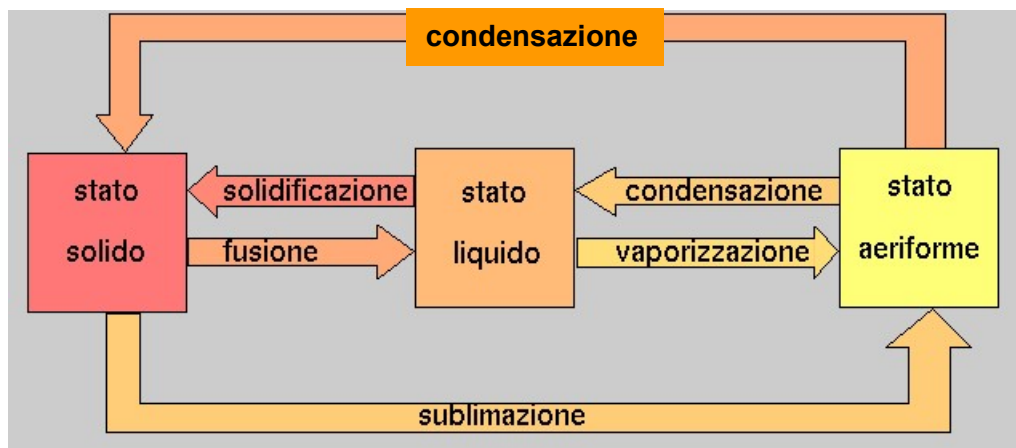 condensazione
stato
solido
solidificazione
fusione
stato
liquido
condensazione
vaporizzazione
stato
aeriforme
sublimazione